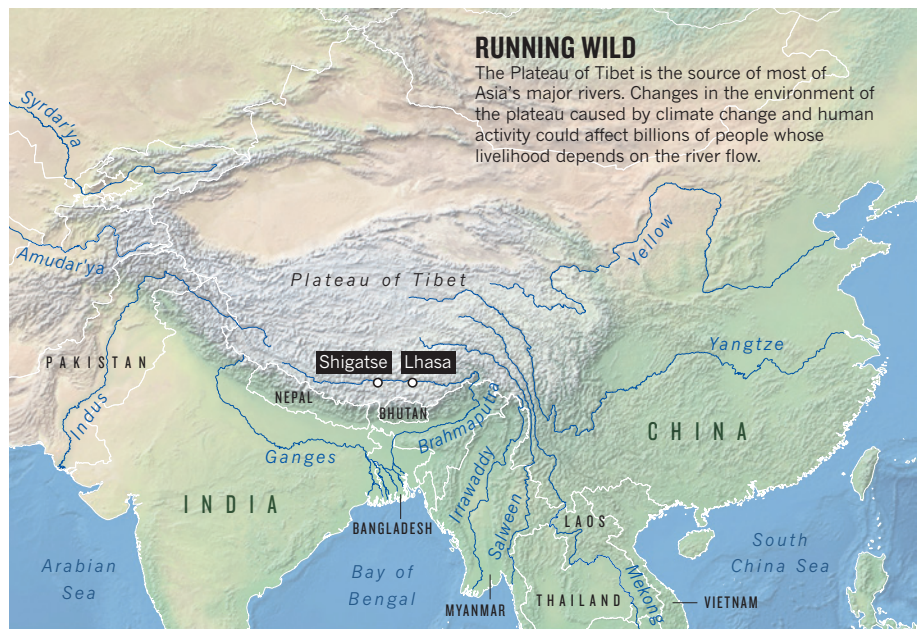 RUNNING WILD
The Plateau of Tibet is the source of most of
Asia's major rivers. Changes in the environment of
the plateau caused by climate change and human
activity could affect billions of people whose
livelihood depends on the river flow.
Syrdar'ya
Amudar'ya
Yellow
Plateau of Tibet
PAKISTAN
Shigatse
Lhasa
Yangtze
NEPAL
BHUTAN
Indus
Brahmaputra
CHINA
Ganges
Irrawaddy
INDIA
Salween
BANGLADESH
LAOS
Arabian
Sea
Bay of
Bengal
South
China Sea
Mekong
MYANMAR
THAILAND
VIETNAM